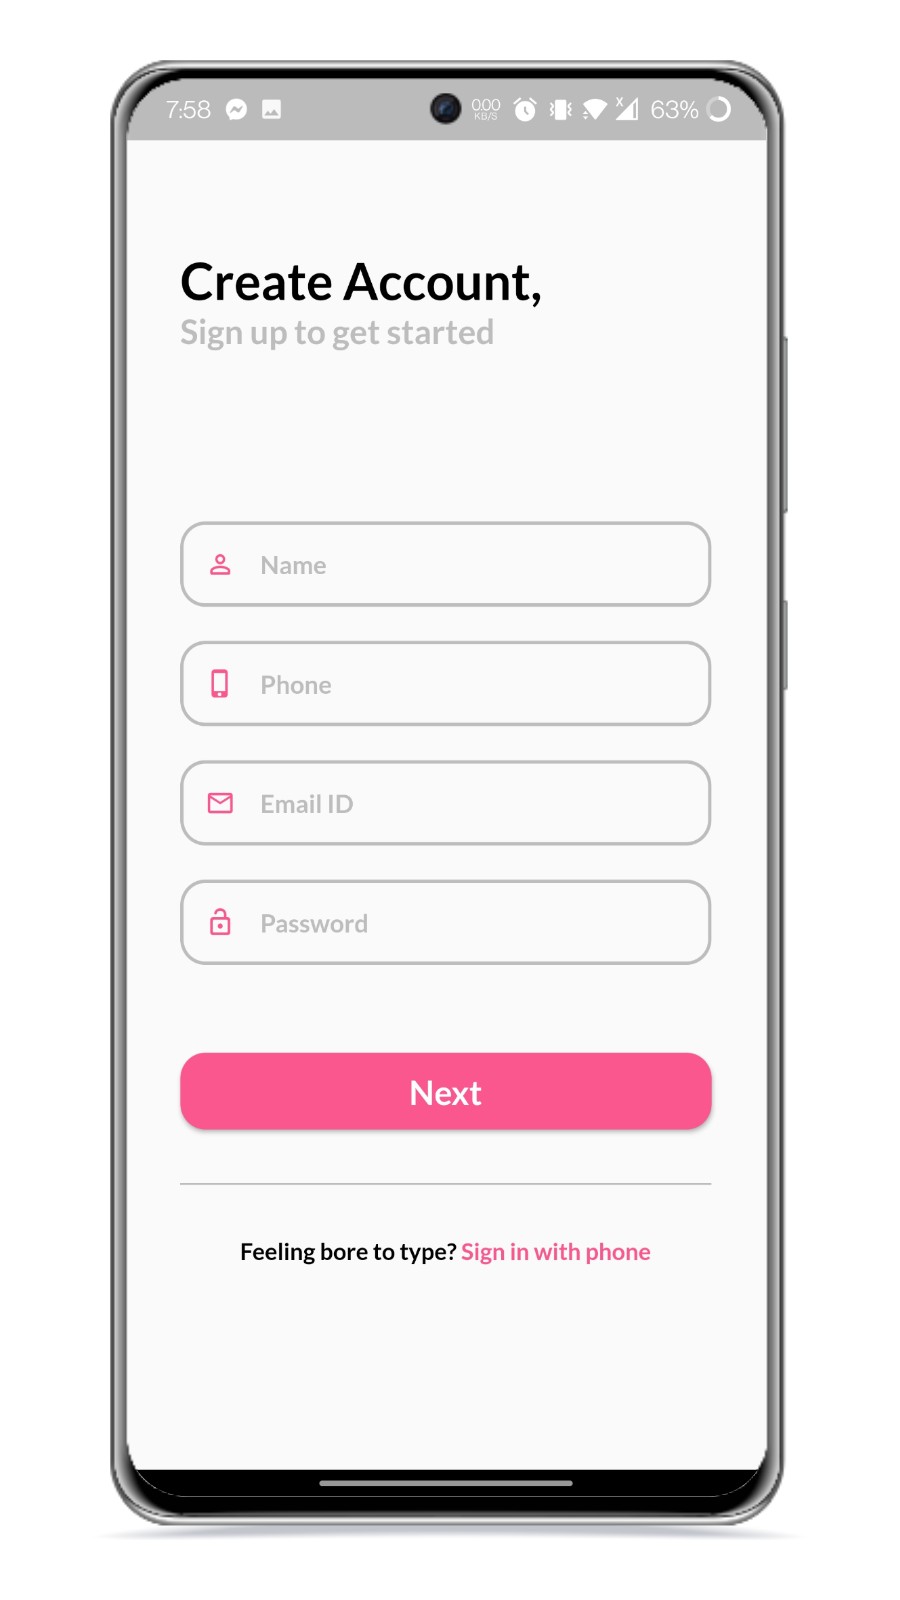 7:58 0.00 KB/S x 63%
Create Account,
Sign up to get started
Name
Phone
Email ID
Password
Next
Feeling bore to type? Sign in with phone